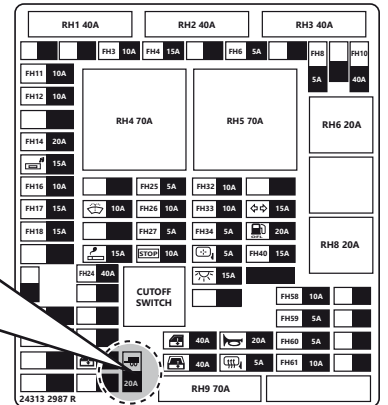 RH1 40A RH2 40A RH3 40A
FH3 10A FH4 15A FH6 5A FH8 5A FH10 40A
FH11 10A
FH12 10A
RH4 70A RH5 70A RH6 20A
FH14 20A
15A
FH16 10A FH25 5A FH32 10A
FH17 15A 10A FH26 10A FH33 10A 15A
FH18 15A FH27 5A FH34 5A DSL 20A
15A STOP 10A 5A FH40 15A RH8 20A
FH24 40A 15A
CUTOFF
SWITCH
FH58 10A
FH59 5A
40A 20A FH60 5A
40A 5A FH61 10A
20A
RH9 70A
24313 2987 R